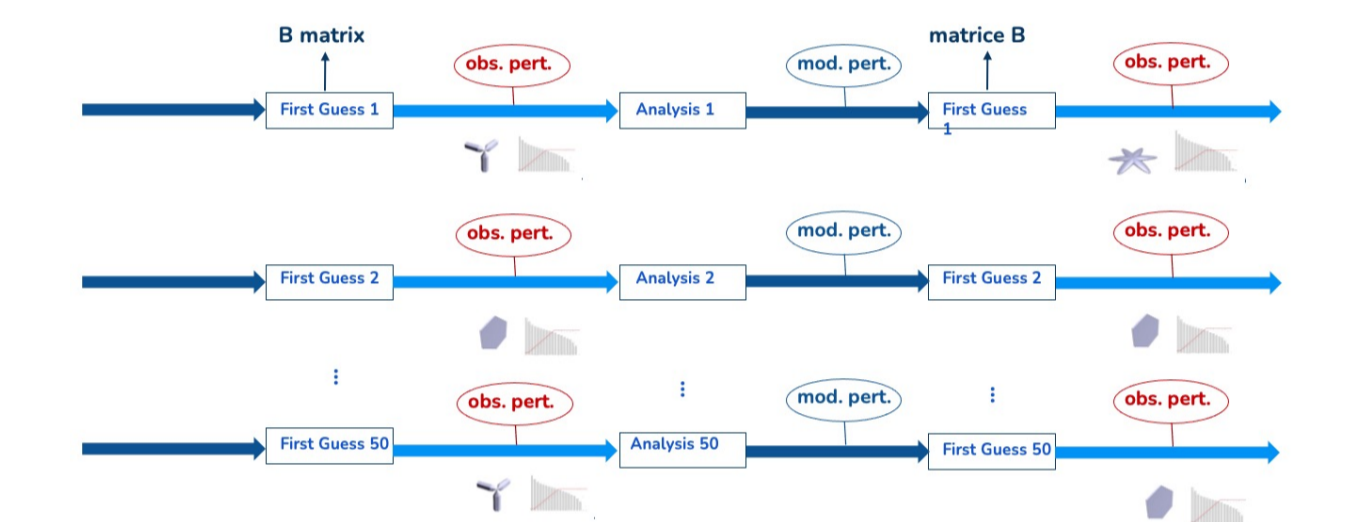 B matrix
matrice B
obs. pert.
mod. pert.
obs. pert.
First Guess 1
Analysis 1
First Guess
1
obs. pert.
mod. pert.
obs. pert.
First Guess 2
Analysis 2
First Guess 2
obs. pert.
mod. pert.
obs. pert.
First Guess 50
Analysis 50
First Guess 50